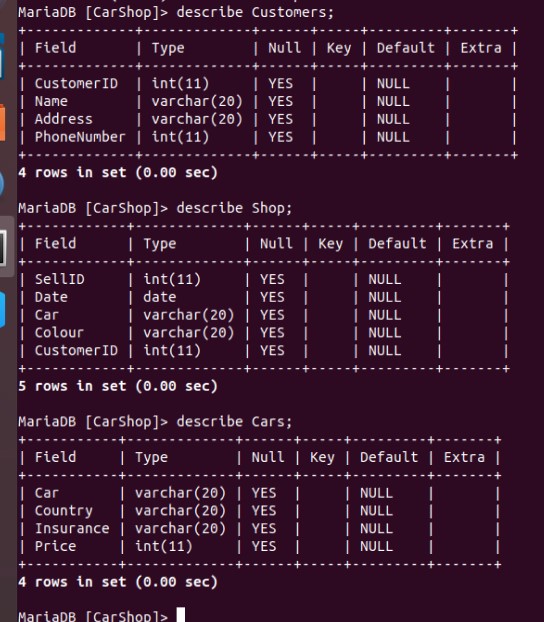 MariaDB [CarShop]> describe Customers;
+-------------+-------------+------+-----+---------+-------+
| Field       | Type        | Null | Key | Default | Extra |
+-------------+-------------+------+-----+---------+-------+
| CustomerID  | int(11)     | YES  |     | NULL    |       |
| Name        | varchar(20) | YES  |     | NULL    |       |
| Address     | varchar(20) | YES  |     | NULL    |       |
| PhoneNumber | int(11)     | YES  |     | NULL    |       |
+-------------+-------------+------+-----+---------+-------+
4 rows in set (0.00 sec)
MariaDB [CarShop]> describe Shop;
+------------+-------------+------+-----+---------+-------+
| Field      | Type        | Null | Key | Default | Extra |
+------------+-------------+------+-----+---------+-------+
| SellID     | int(11)     | YES  |     | NULL    |       |
| Date       | date        | YES  |     | NULL    |       |
| Car        | varchar(20) | YES  |     | NULL    |       |
| Colour     | varchar(20) | YES  |     | NULL    |       |
| CustomerID | int(11)     | YES  |     | NULL    |       |
+------------+-------------+------+-----+---------+-------+
5 rows in set (0.00 sec)
MariaDB [CarShop]> describe Cars;
+-----------+-------------+------+-----+---------+-------+
| Field     | Type        | Null | Key | Default | Extra |
+-----------+-------------+------+-----+---------+-------+
| Car       | varchar(20) | YES  |     | NULL    |       |
| Country   | varchar(20) | YES  |     | NULL    |       |
| Insurance | varchar(20) | YES  |     | NULL    |       |
| Price     | int(11)     | YES  |     | NULL    |       |
+-----------+-------------+------+-----+---------+-------+
4 rows in set (0.00 sec)
MariaDB [CarShop]>